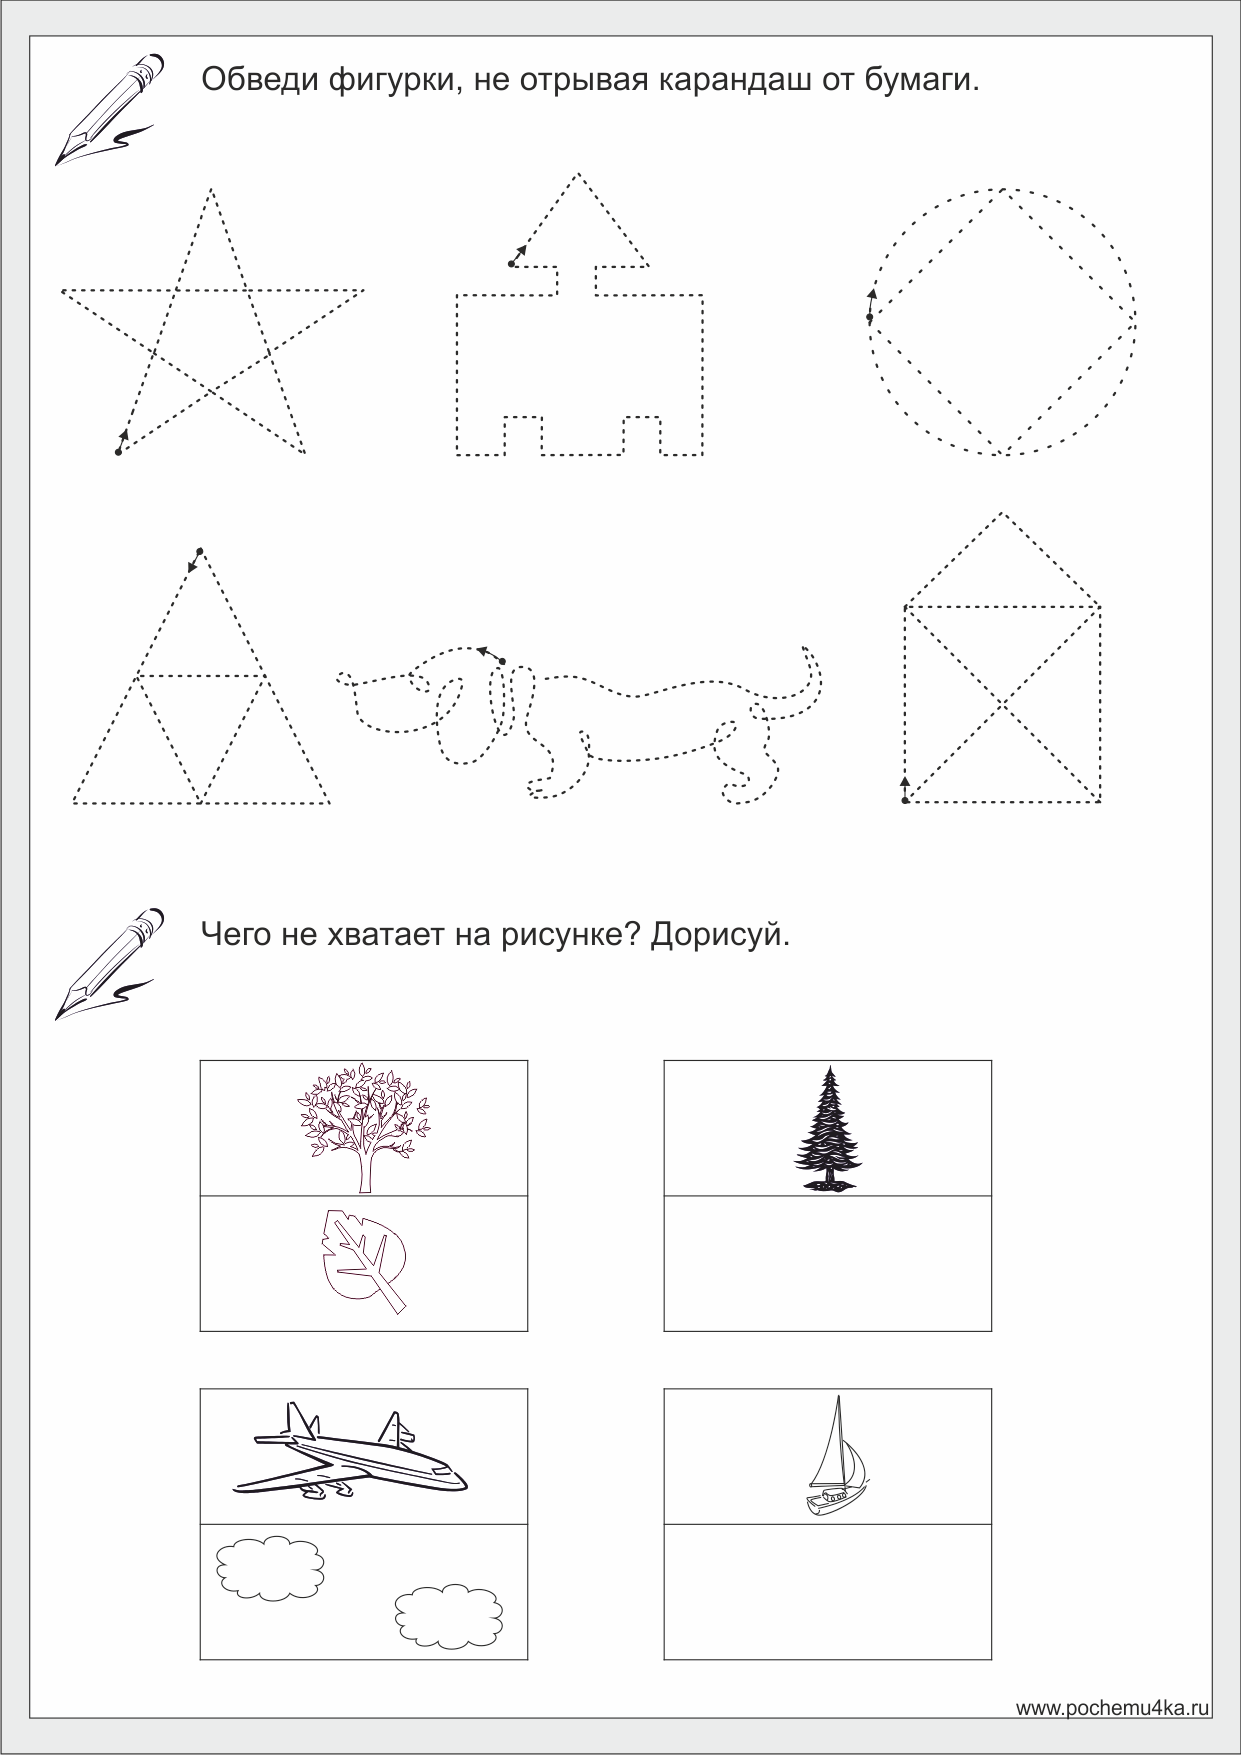 Обведи фигурки, не отрывая карандаш от бумаги.
Чего не хватает на рисунке? Дорисуй.
www.pochemu4ka.ru